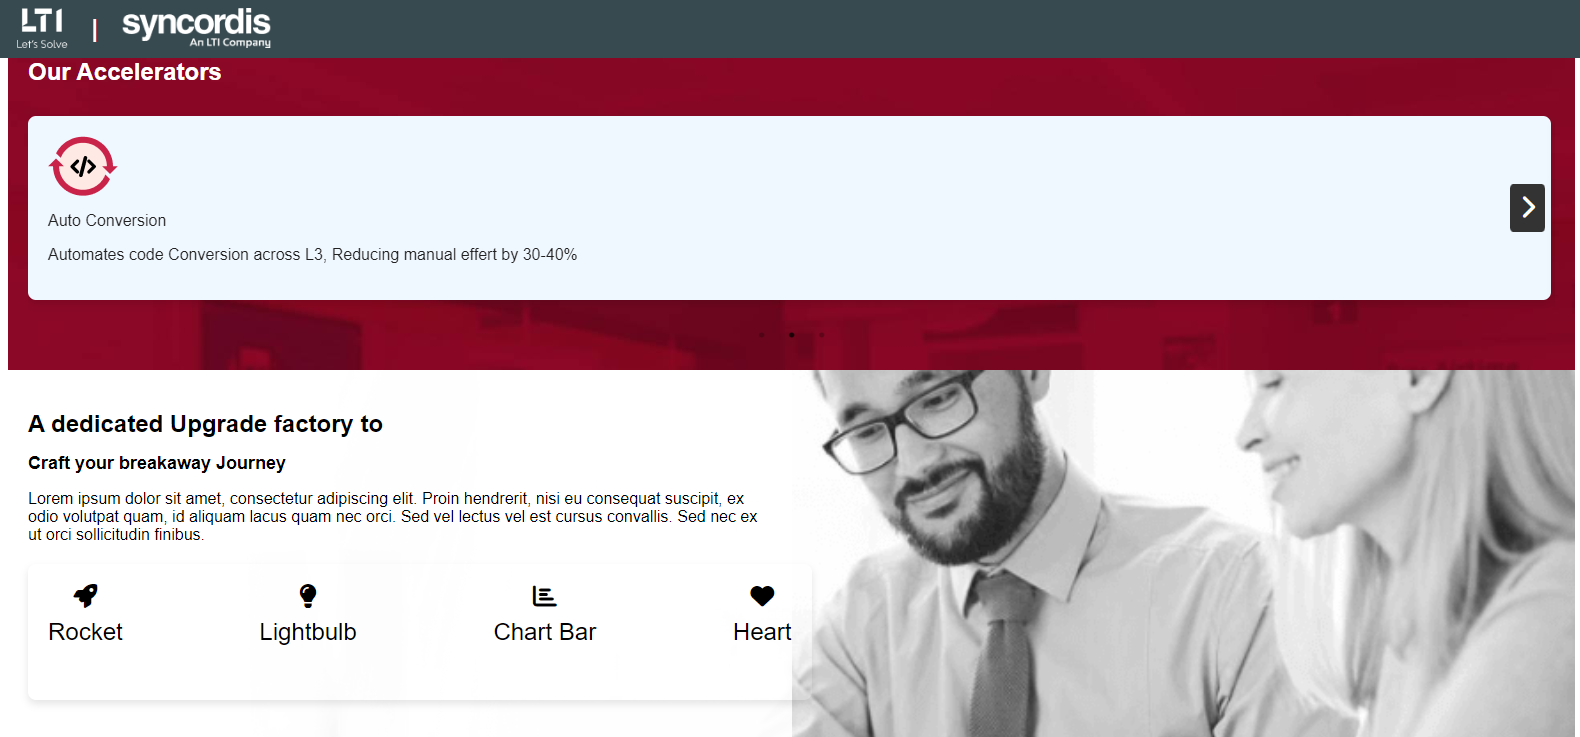 LTI
Let's Solve
|
syncordis
An LTI Company
Our Accelerators
</>
Auto Conversion
Automates code Conversion across L3, Reducing manual effert by 30-40%
A dedicated Upgrade factory to
Craft your breakaway Journey
Lorem ipsum dolor sit amet, consectetur adipiscing elit. Proin hendrerit, nisi eu consequat suscipit, ex
odio volutpat quam, id aliquam lacus quam nec orci. Sed vel lectus vel est cursus convallis. Sed nec ex
ut orci sollicitudin finibus.
Rocket
Lightbulb
Chart Bar
Heart